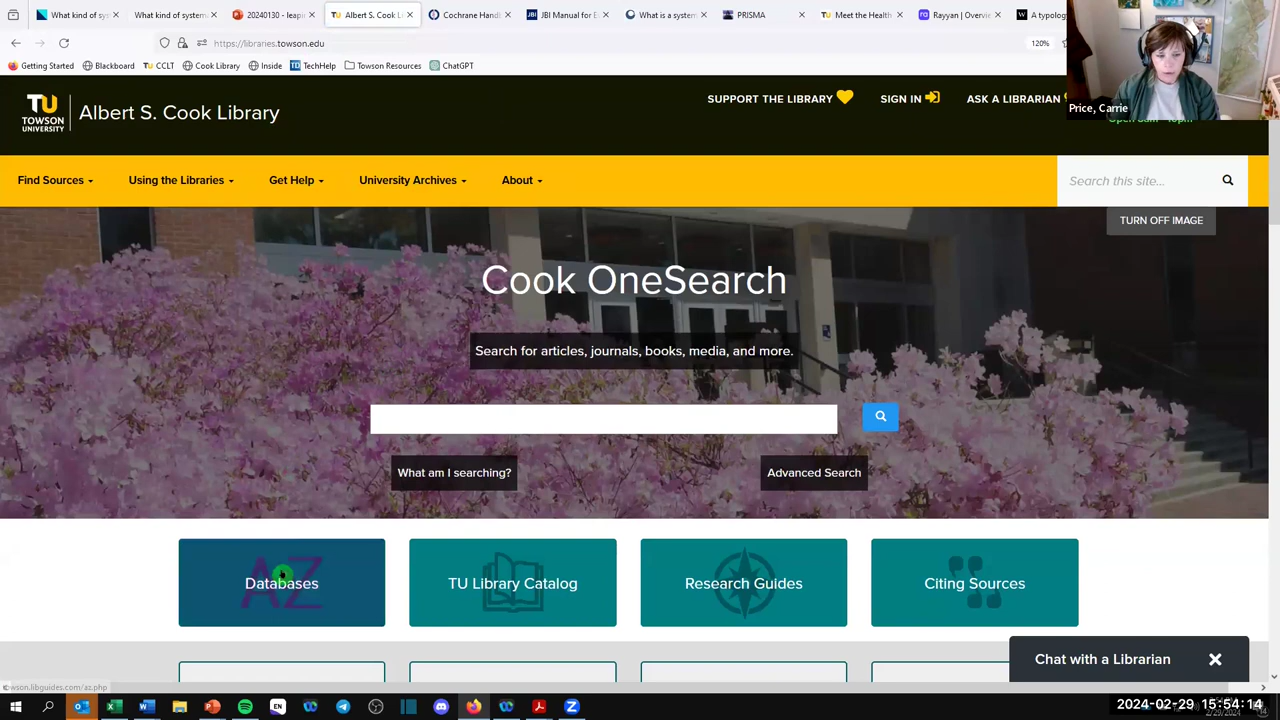 What kind of sys
What kind of system
20240130 - leapi
Albert S. Cook Li
Cochrane Handb
JBI Manual for E
What is a system
PRISMA
Meet the Health
Rayyan | Overvie
A typology
https://libraries.towson.edu
120%
Getting Started
Blackboard
CCLT
Cook Library
Inside
TechHelp
Towson Resources
ChatGPT
Price, Carrie
TU
TOWSON
UNIVERSITY
Albert S. Cook Library
SUPPORT THE LIBRARY
SIGN IN
ASK A LIBRARIAN
Find Sources
Using the Libraries
Get Help
University Archives
About
Search this site...
TURN OFF IMAGE
Cook OneSearch
Search for articles, journals, books, media, and more.
What am I searching?
Advanced Search
Databases
TU Library Catalog
Research Guides
Citing Sources
Chat with a Librarian
towson.libguides.com/az.php
2024-02-29 15:54:14